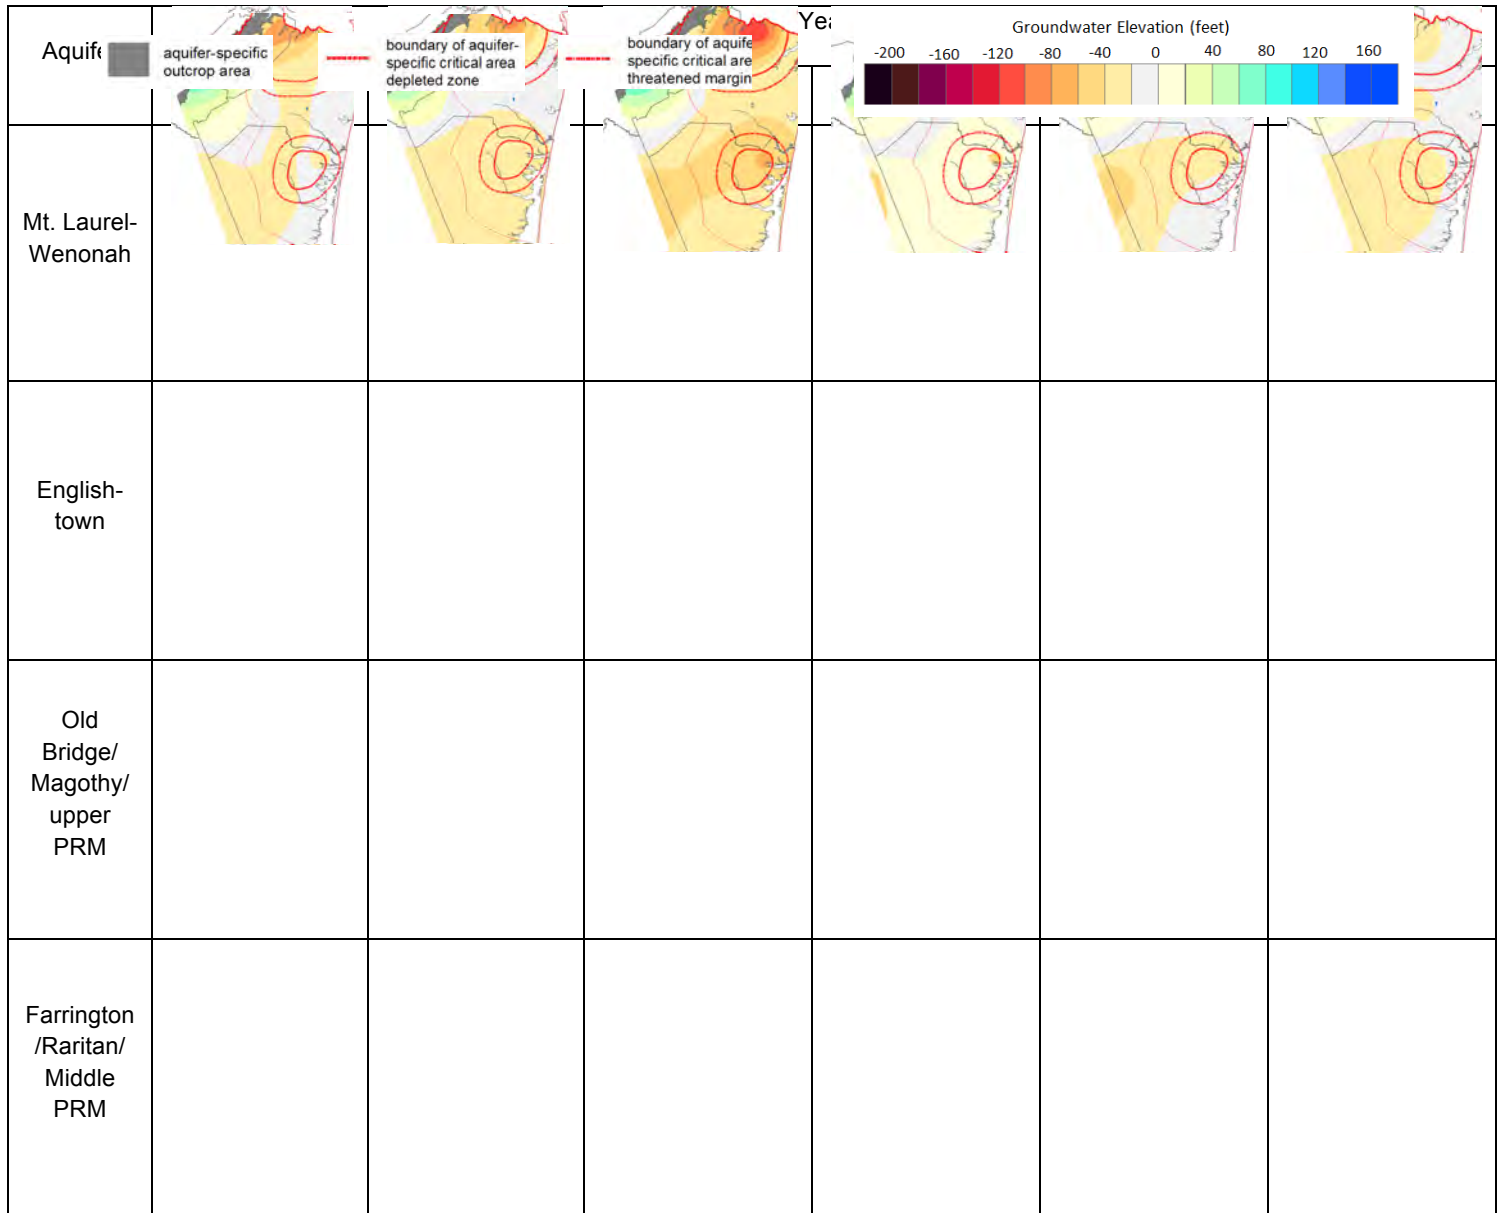 Yea
Groundwater Elevation (feet)
-200 -160 -120 -80 -40 0 40 80 120 160
Aquife
aquifer-specific
outcrop area
boundary of aquifer-
specific critical area
depleted zone
boundary of aquife
specific critical are
threatened margin
Mt. Laurel-
Wenonah
English-
town
Old
Bridge/
Magothy/
upper
PRM
Farrington
/Raritan/
Middle
PRM